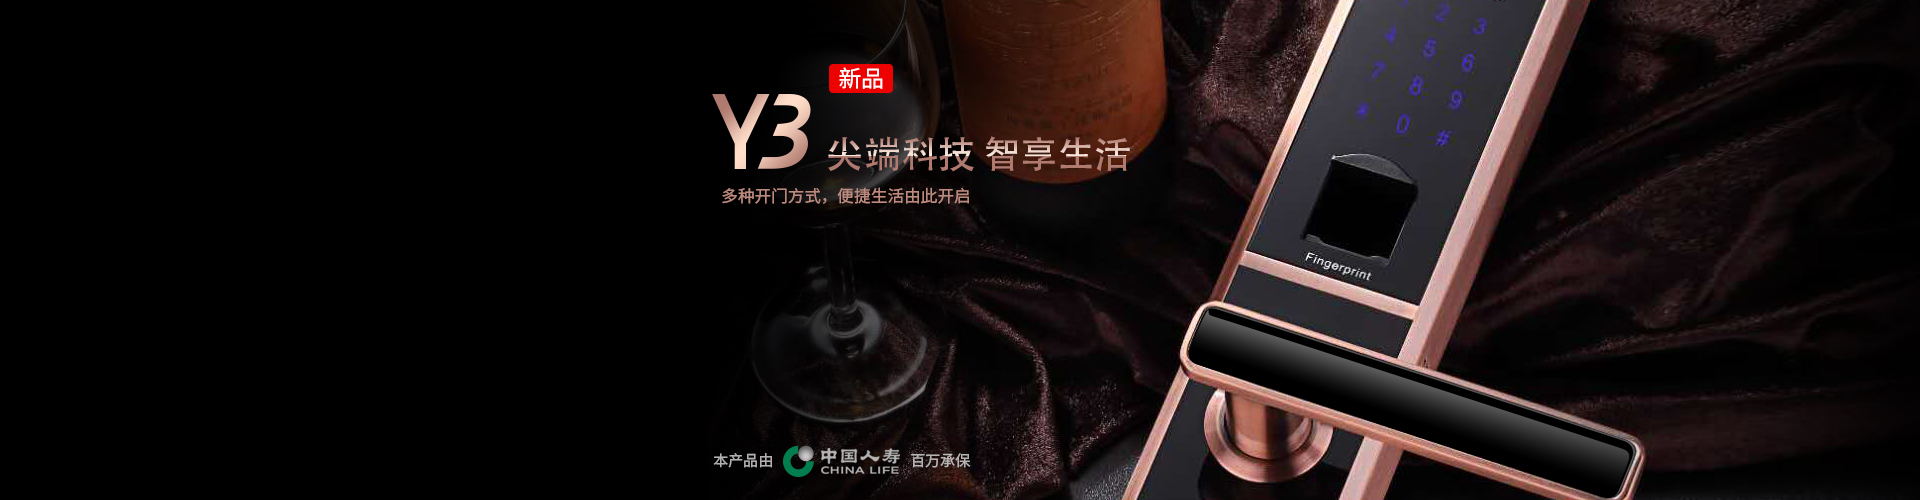 新品
Y3 尖端科技 智享生活
多种开门方式，便捷生活由此开启
本产品由 中国人寿 CHINA LIFE 百万承保
2 3
4 5 6
7 8 9
* 0 #
Fingerprint